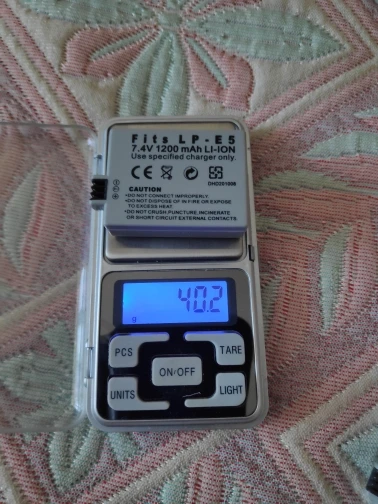 Fits LP-E5
7.4V 1200 mAh LI-ION
Use specified charger only.
CE
CAUTION
•DO NOT CONNECT IMPROPERLY.
•DO NOT DISPOSE OF IN FIRE OR EXPOSE
TO EXCESS HEAT.
•DO NOT CRUSH,PUNCTURE,INCINERATE
OR SHORT CIRCUIT EXTERNAL CONTACTS
40.2
g
PCS
TARE
ON/OFF
UNITS
LIGHT